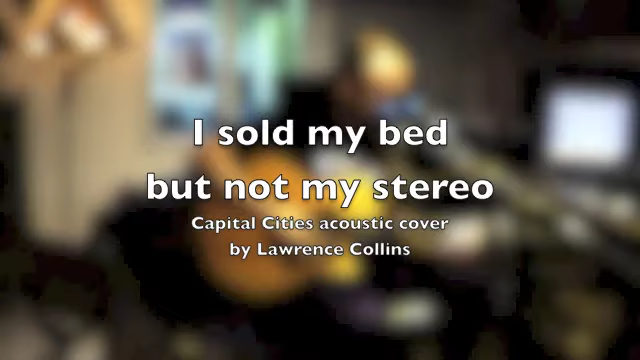 I sold my bed
but not my stereo
Capital Cities acoustic cover
by Lawrence Collins